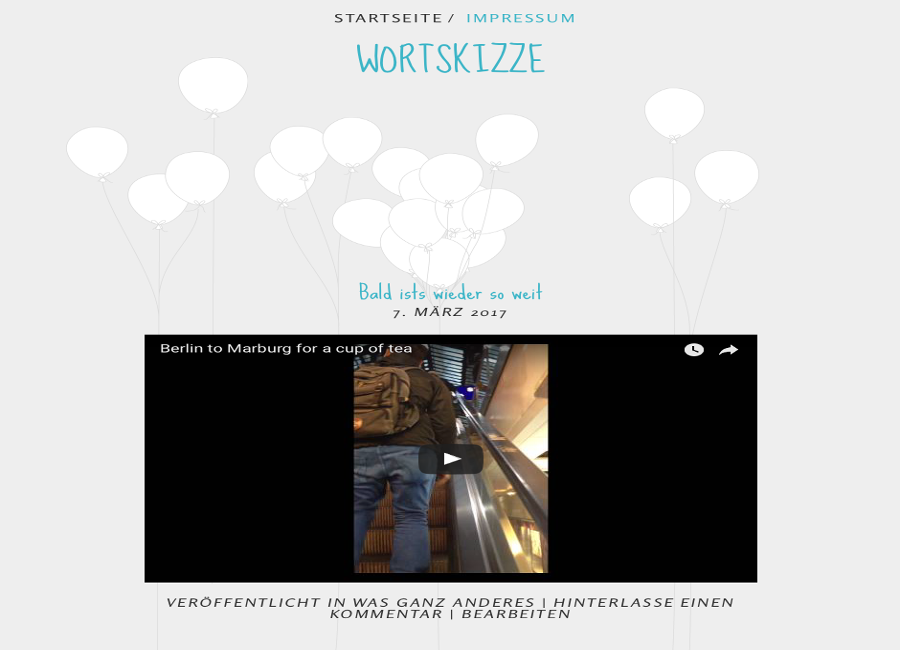 STARTSEITE / IMPRESSUM
WORTSKIZZE
Bald ists wieder so weit
7. MÄRZ 2017
Berlin to Marburg for a cup of tea
VERÖFFENTLICHT IN WAS GANZ ANDERES | HINTERLASSE EINEN
KOMMENTAR | BEARBEITEN